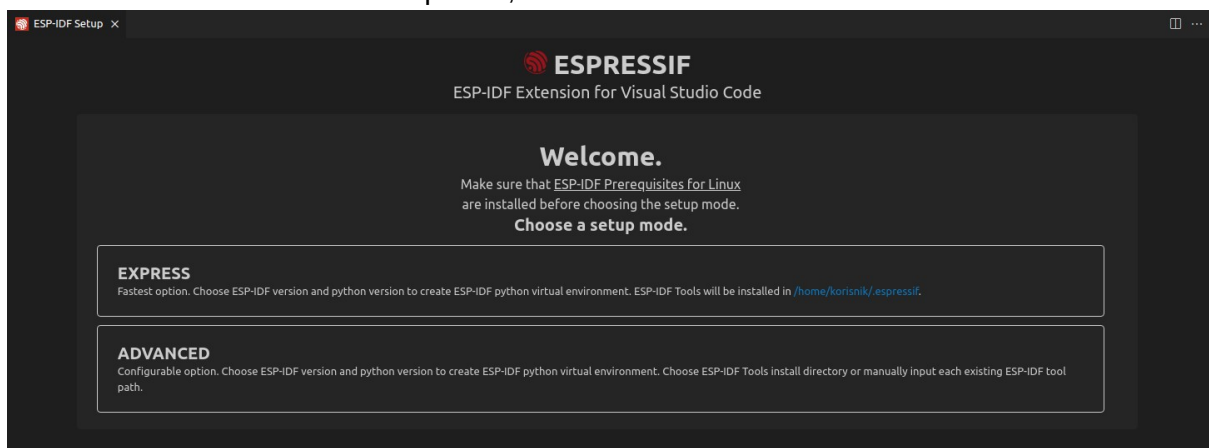 ESP-IDF Setup
ESPRESSIF
ESP-IDF Extension for Visual Studio Code
Welcome.
Make sure that ESP-IDF Prerequisites for Linux
are installed before choosing the setup mode.
Choose a setup mode.
EXPRESS
Fastest option. Choose ESP-IDF version and python version to create ESP-IDF python virtual environment. ESP-IDF Tools will be installed in /home/korisnik/.espressif.
ADVANCED
Configurable option. Choose ESP-IDF version and python version to create ESP-IDF python virtual environment. Choose ESP-IDF Tools install directory or manually input each existing ESP-IDF tool
path.